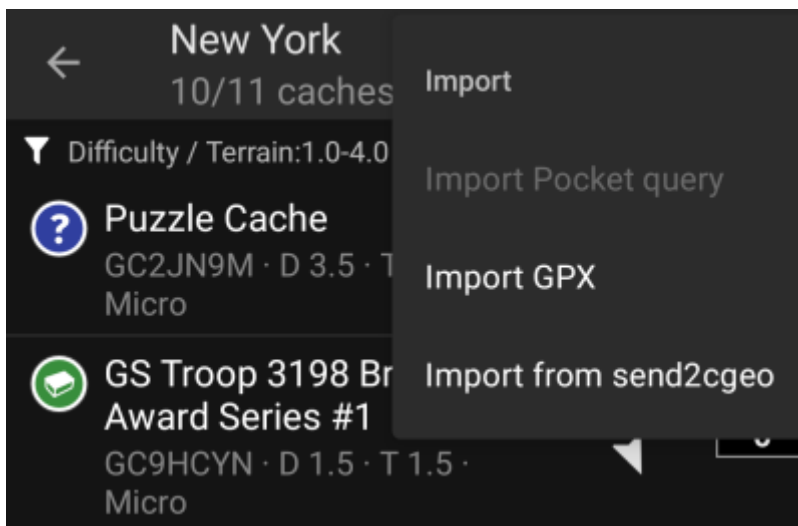 New York
10/11 caches
Difficulty / Terrain:1.0-4.0
?
Puzzle Cache
GC2JN9M · D 3.5 · T
Micro
GS Troop 3198 Br
Award Series #1
GC9HCYN · D 1.5 · T 1.5 ·
Micro
Import
Import Pocket query
Import GPX
Import from send2cgeo